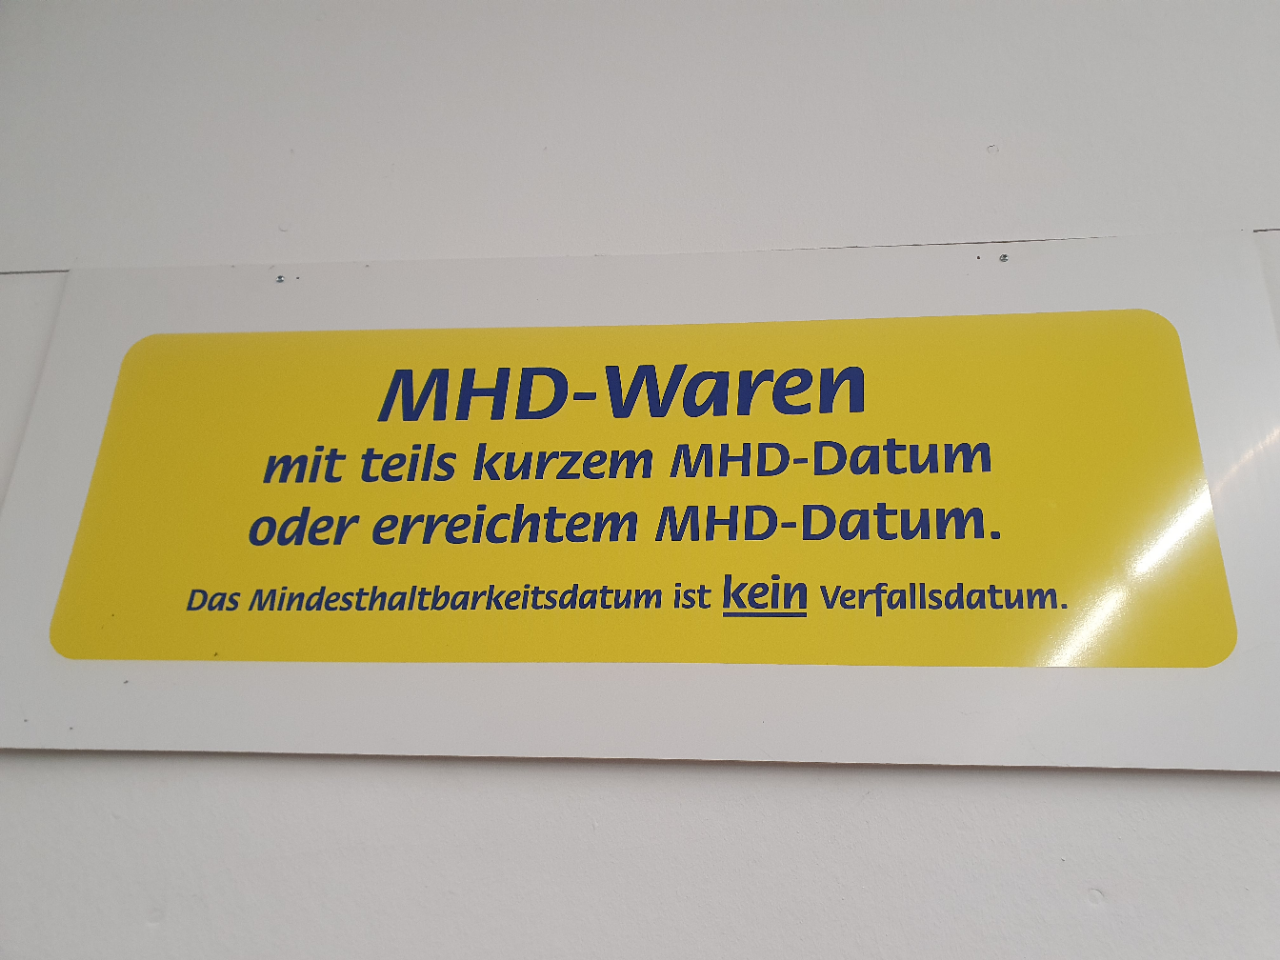 MHD-Waren
mit teils kurzem MHD-Datum
oder erreichtem MHD-Datum.
Das Mindesthaltbarkeitsdatum ist kein Verfallsdatum.